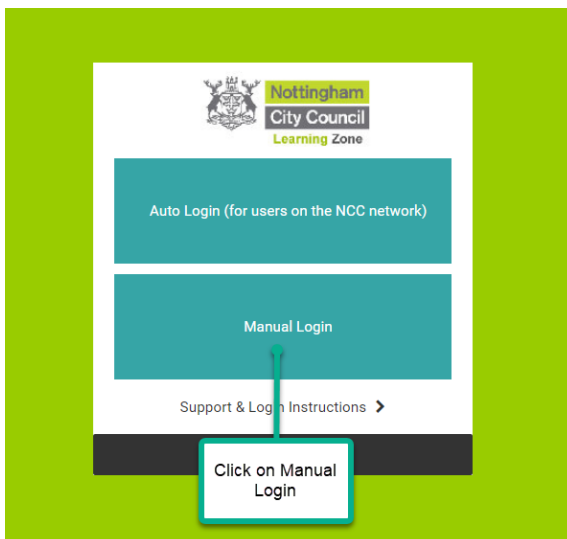 Nottingham
City Council
Learning Zone
Auto Login (for users on the NCC network)
Manual Login
Support & Login Instructions
Click on Manual
Login